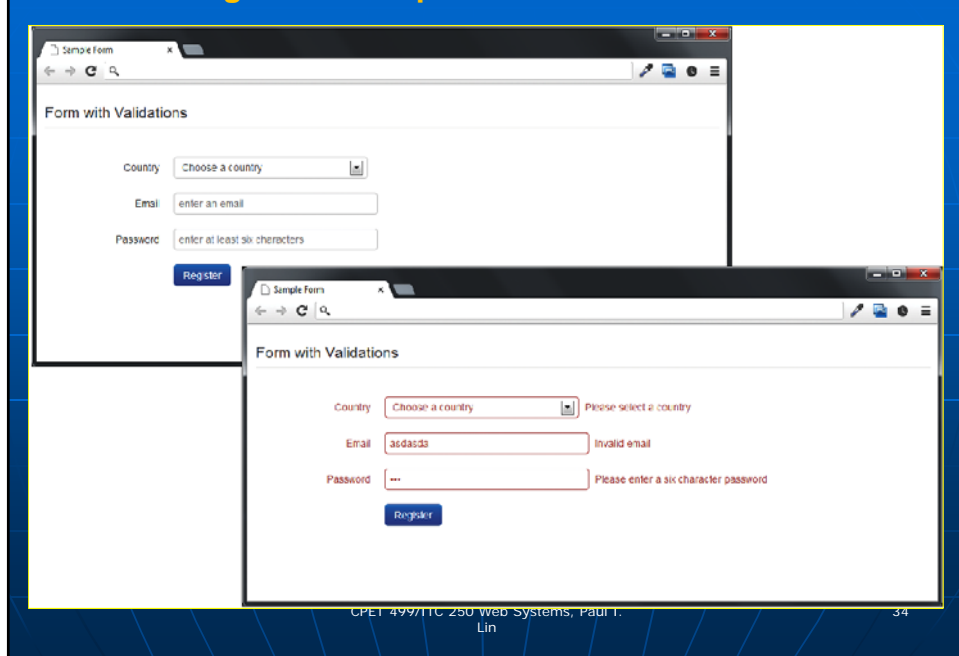 Sample Form
Form with Validations
Country Choose a country
Email enter an email
Password enter at least six characters
Register
Sample Form
Form with Validations
Country Choose a country Please select a country
Email asdasda Invalid email
Password ••• Please enter a six character password
Register
CPET 499/ITC 250 Web Systems, Paul I.
Lin
34